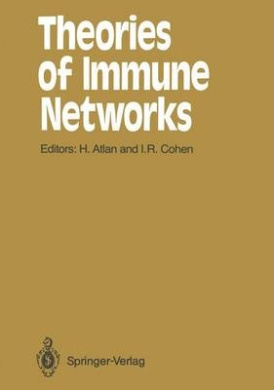 Theories
of Immune
Networks
Editors: H. Atlan and I.R. Cohen
Springer-Verlag